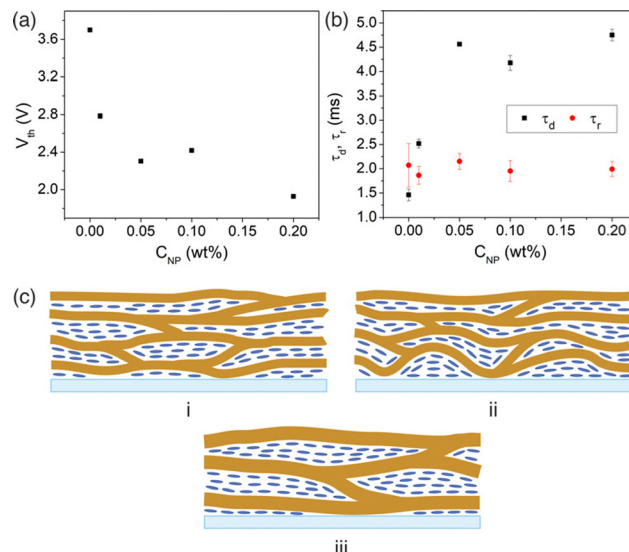 (a)
3.6
3.2
2.8
2.4
2.0
V_th (V)
0.00 0.05 0.10 0.15 0.20
C_NP (wt%)
(b)
5.0
4.5
4.0
3.5
3.0
2.5
2.0
1.5
1.0
τ_d, τ_r (ms)
τ_d
τ_r
0.00 0.05 0.10 0.15 0.20
C_NP (wt%)
(c)
i
ii
iii